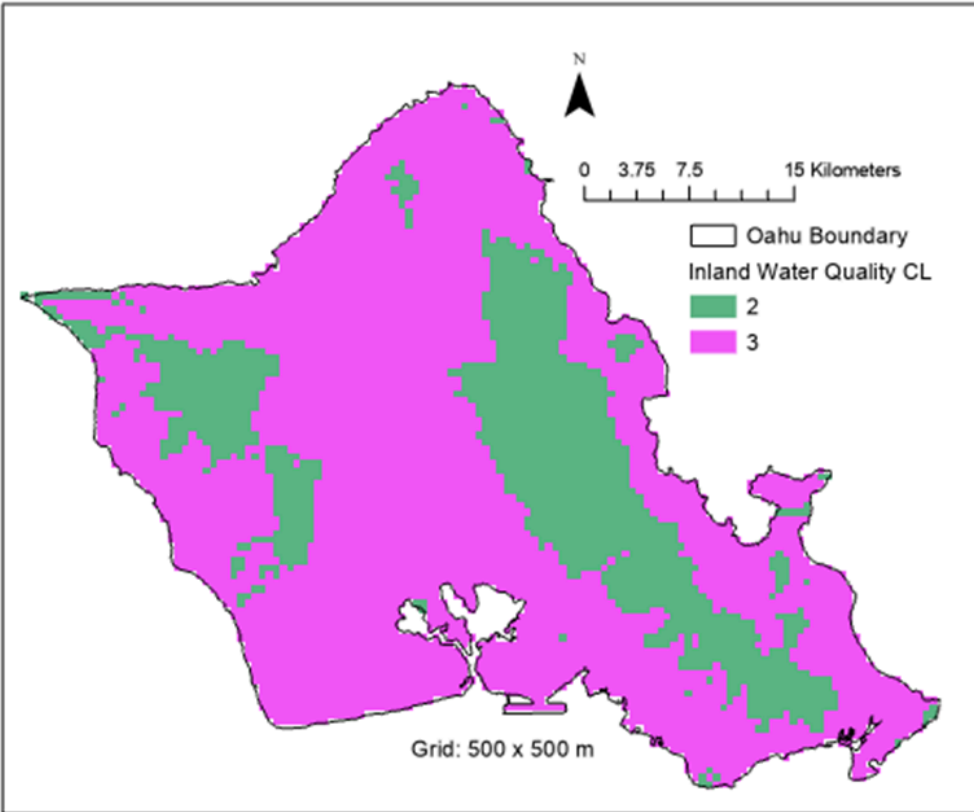 N
0 3.75 7.5 15 Kilometers
Oahu Boundary
Inland Water Quality CL
2
3
Grid: 500 x 500 m